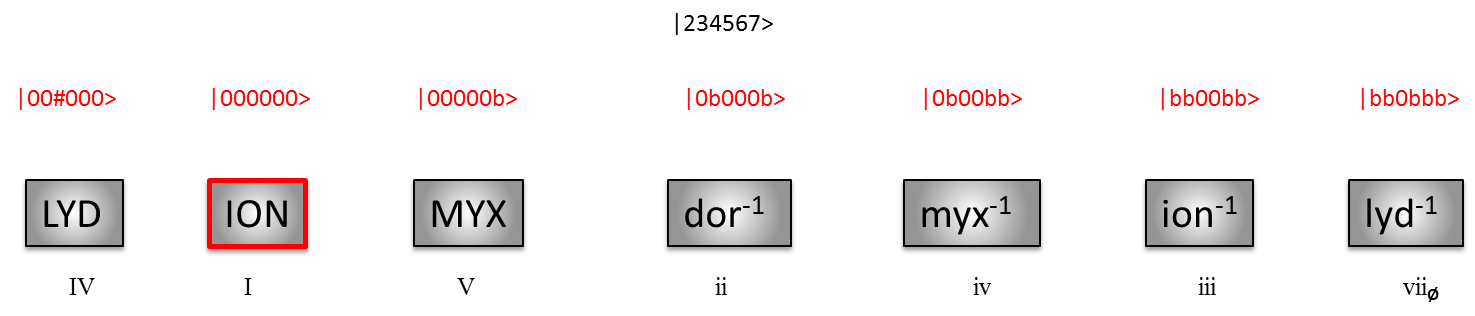 |234567>
|00#000> |000000> |00000b> |0b000b> |0b00bb> |bb00bb> |bb0bbb>
LYD ION MYX dor⁻¹ myx⁻¹ ion⁻¹ lyd⁻¹
IV I V ii iv iii viiø